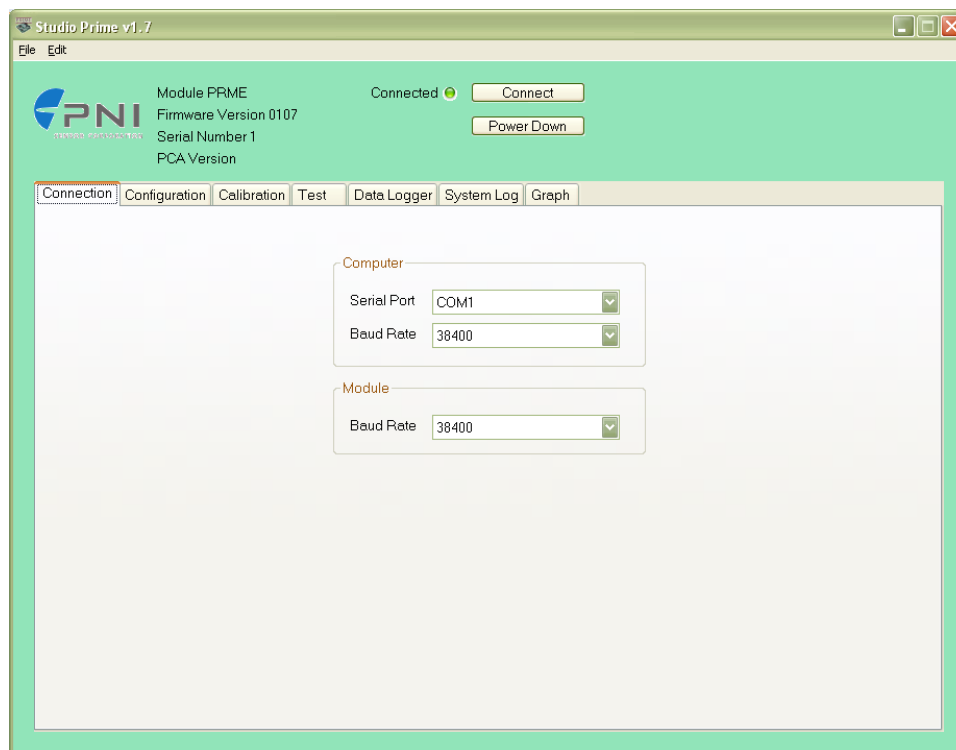 Studio Prime v1.7
File Edit
PNI
Module PRME
Firmware Version 0107
Serial Number 1
PCA Version
Connected
Connect
Power Down
Connection Configuration Calibration Test Data Logger System Log Graph
Computer
Serial Port COM1
Baud Rate 38400
Module
Baud Rate 38400